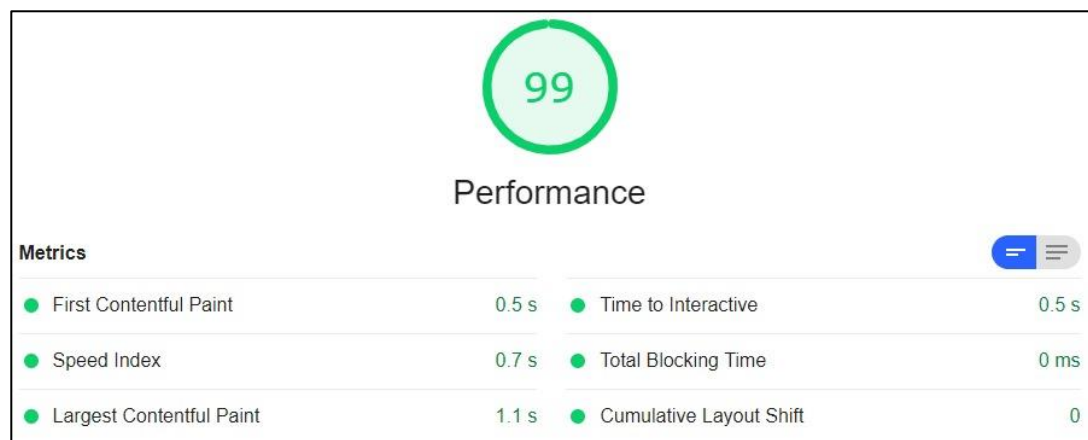 99
Performance
Metrics
First Contentful Paint 0.5 s Time to Interactive 0.5 s
Speed Index 0.7 s Total Blocking Time 0 ms
Largest Contentful Paint 1.1 s Cumulative Layout Shift 0